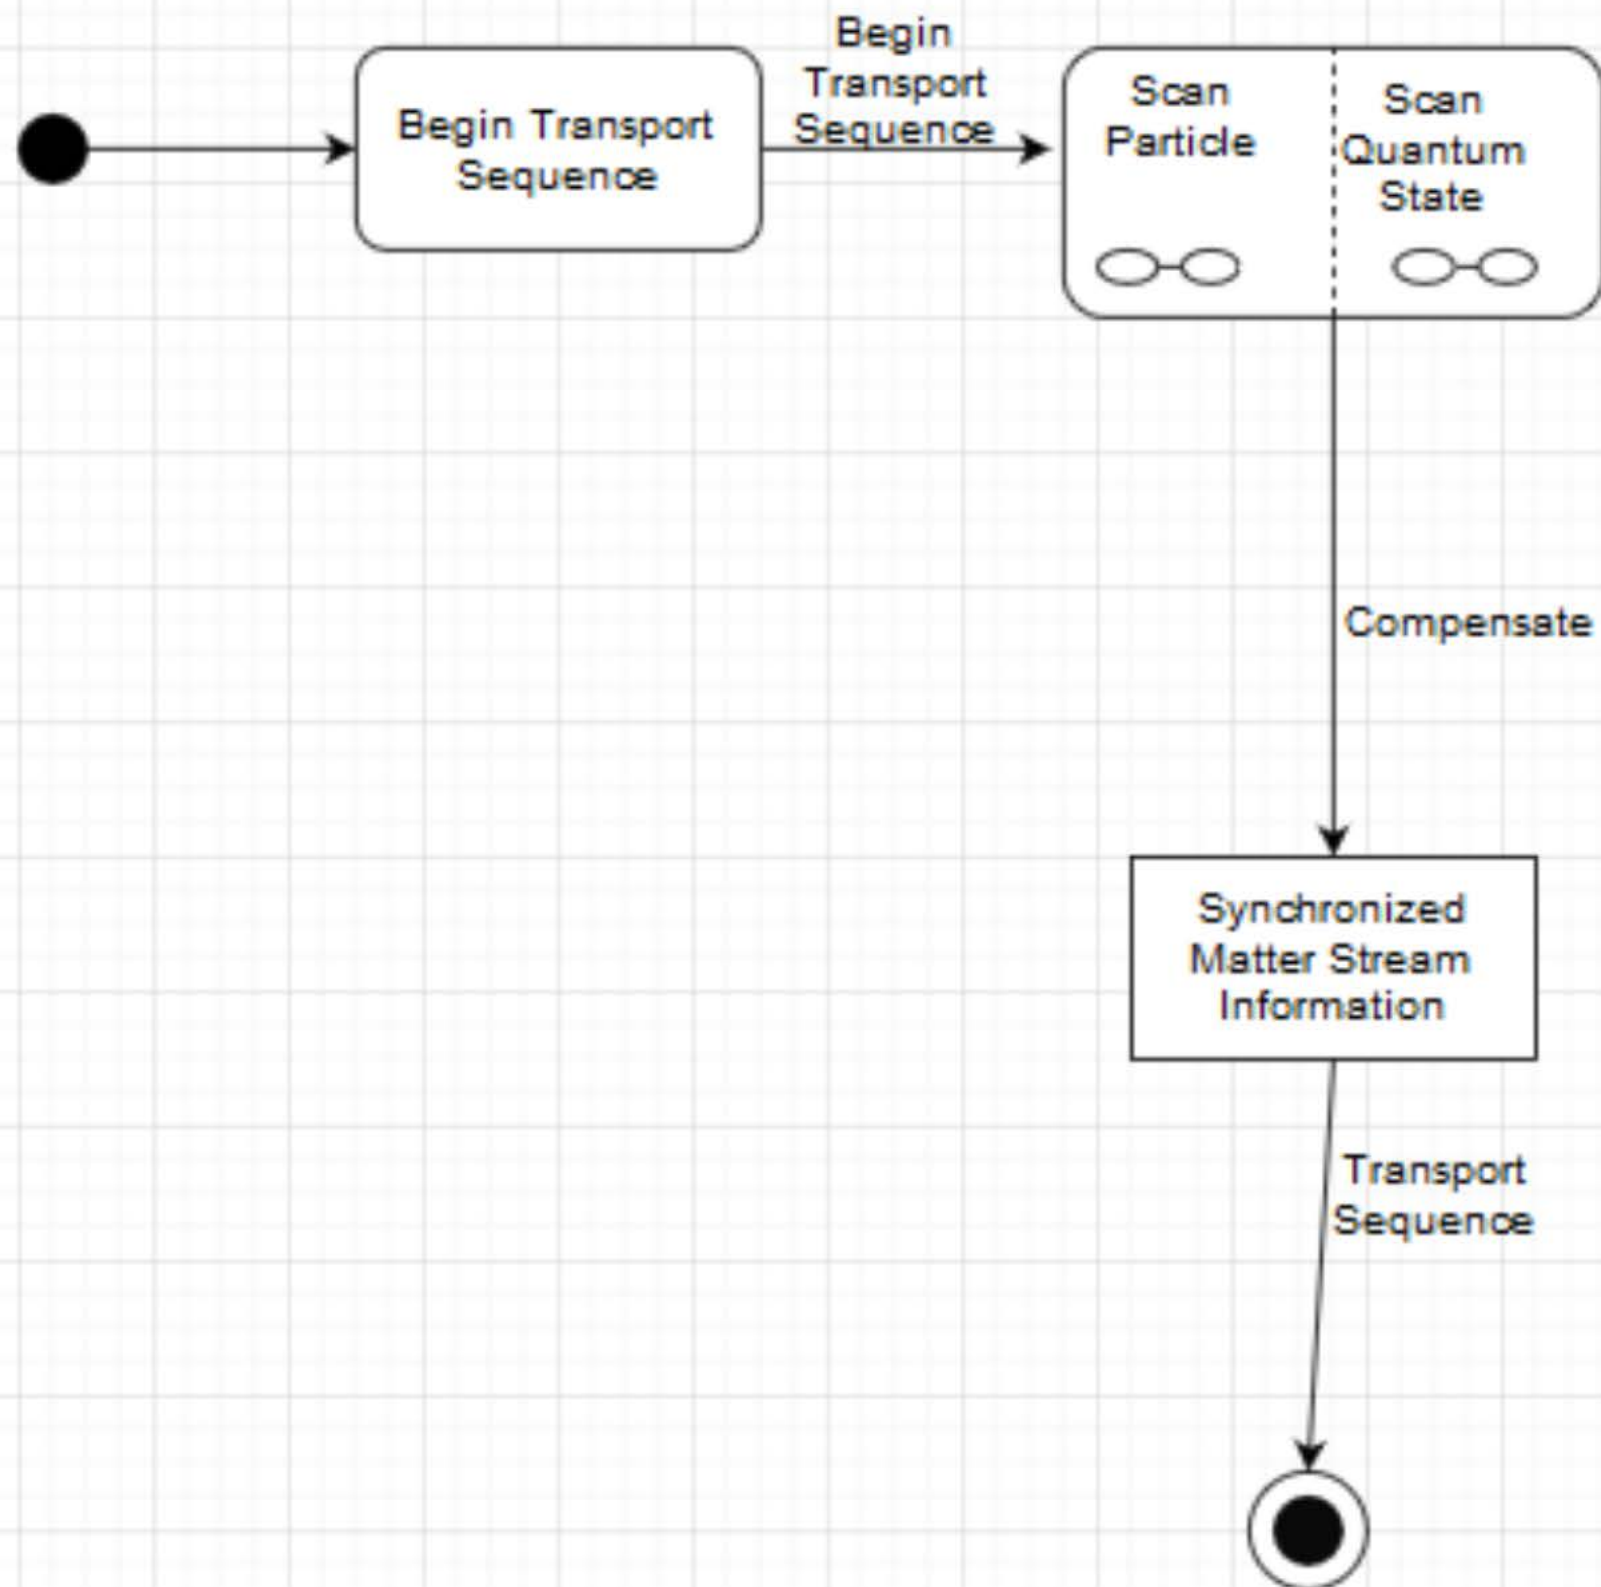 Begin Transport
Sequence
Begin
Transport
Sequence
Scan
Particle
Scan
Quantum
State
Compensate
Synchronized
Matter Stream
Information
Transport
Sequence